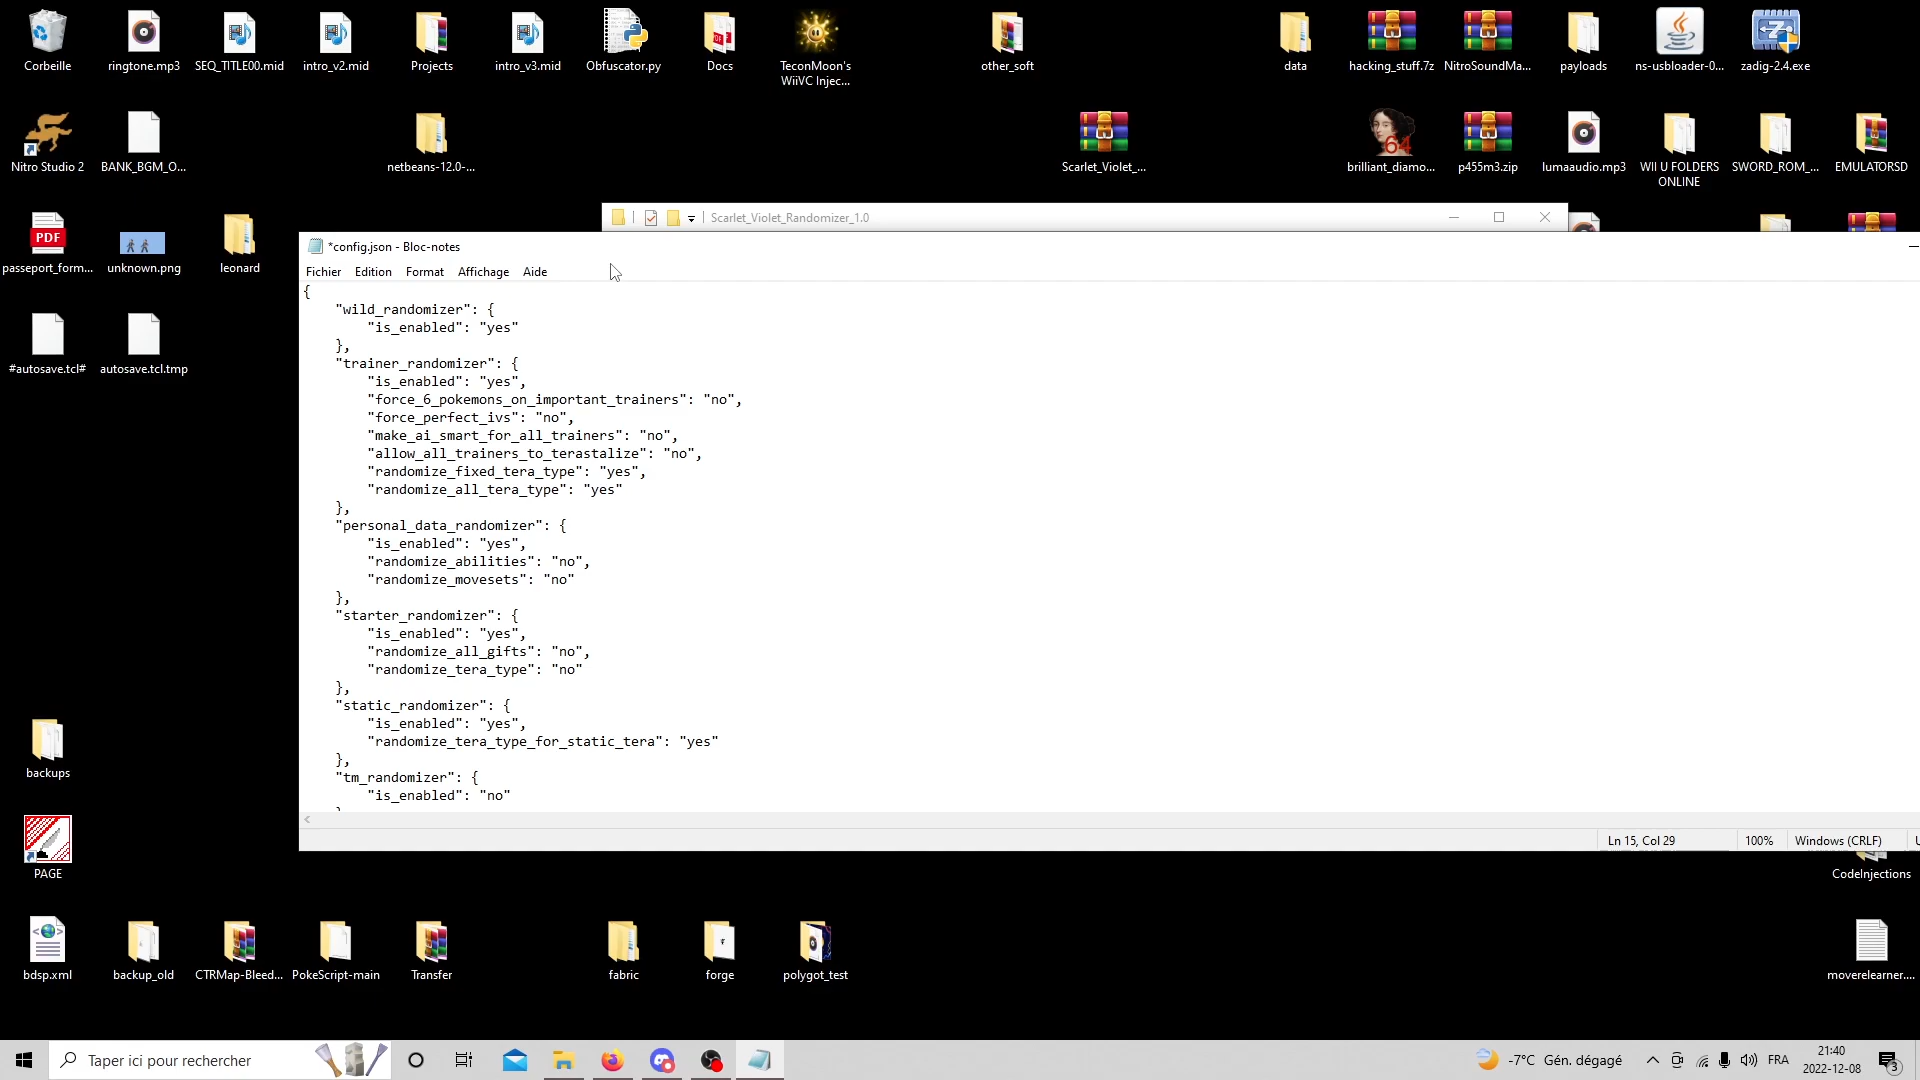 Corbeille
ringtone.mp3
SEQ_TITLE00.mid
intro_v2.mid
Projects
intro_v3.mid
Obfuscator.py
Docs
TeconMoon's
WiiVC Injec...
other_soft
data
hacking_stuff.7z
NitroSoundMa...
payloads
ns-usbloader-0...
zadig-2.4.exe
Nitro Studio 2
BANK_BGM_O...
netbeans-12.0-...
Scarlet_Violet_...
64
brilliant_diamo...
p455m3.zip
lumaaudio.mp3
WII U FOLDERS
ONLINE
SWORD_ROM_...
EMULATORSD
PDF
passeport_form...
unknown.png
leonard
Scarlet_Violet_Randomizer_1.0
*config.json - Bloc-notes
Fichier Edition Format Affichage Aide
{
"wild_randomizer": {
"is_enabled": "yes"
},
"trainer_randomizer": {
"is_enabled": "yes",
"force_6_pokemons_on_important_trainers": "no",
"force_perfect_ivs": "no",
"make_ai_smart_for_all_trainers": "no",
"allow_all_trainers_to_terastalize": "no",
"randomize_fixed_tera_type": "yes",
"randomize_all_tera_type": "yes"
},
"personal_data_randomizer": {
"is_enabled": "yes",
"randomize_abilities": "no",
"randomize_movesets": "no"
},
"starter_randomizer": {
"is_enabled": "yes",
"randomize_all_gifts": "no",
"randomize_tera_type": "no"
},
"static_randomizer": {
"is_enabled": "yes",
"randomize_tera_type_for_static_tera": "yes"
},
"tm_randomizer": {
"is_enabled": "no"
Ln 15, Col 29
100%
Windows (CRLF)
#autosave.tcl#
autosave.tcl.tmp
backups
PAGE
CodeInjections
bdsp.xml
backup_old
CTRMap-Bleed...
PokeScript-main
Transfer
fabric
forge
polygot_test
moverelearner....
Taper ici pour rechercher
-7°C Gén. dégagé
FRA
21:40
2022-12-08
3